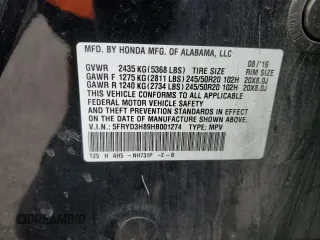 MFD. BY HONDA MFG. OF ALABAMA, LLC
08/'16
GVWR 2435 KG (5368 LBS) TIRE SIZE RIM SIZE
GAWR F 1275 KG (2811 LBS) 245/50R20 102H 20X8.0J
GAWR R 1240 KG (2734 LBS) 245/50R20 102H 20X8.0J
THIS VEHICLE CONFORMS TO ALL APPLICABLE
FEDERAL MOTOR VEHICLE
SAFETY AND THEFT PREVENTION STANDARDS IN EFFECT
ON THE DATE OF MANUFACTURE SHOWN ABOVE.
V.I.N.: 5FRYD3H89HB001274 TYPE: MPV
TZ5 H AH5 -NH731P -Z -B